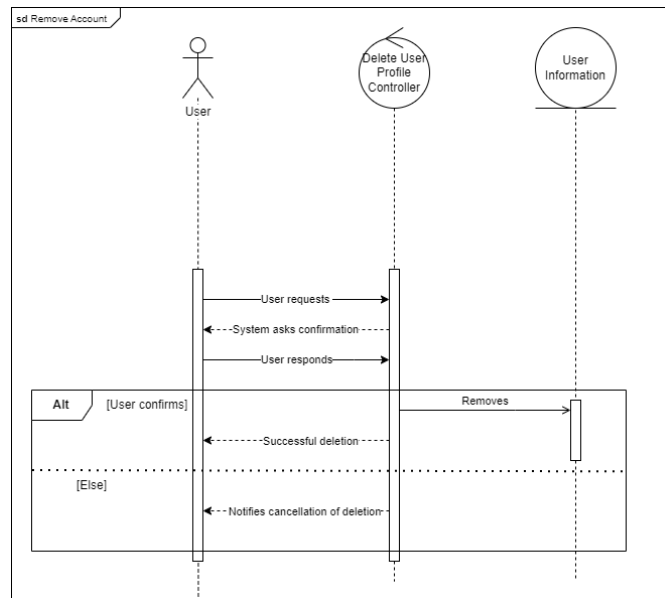 sd Remove Account
User
Delete User
Profile
Controller
User
Information
User requests
System asks confirmation
User responds
Alt
[User confirms]
Removes
Successful deletion
[Else]
Notifies cancellation of deletion